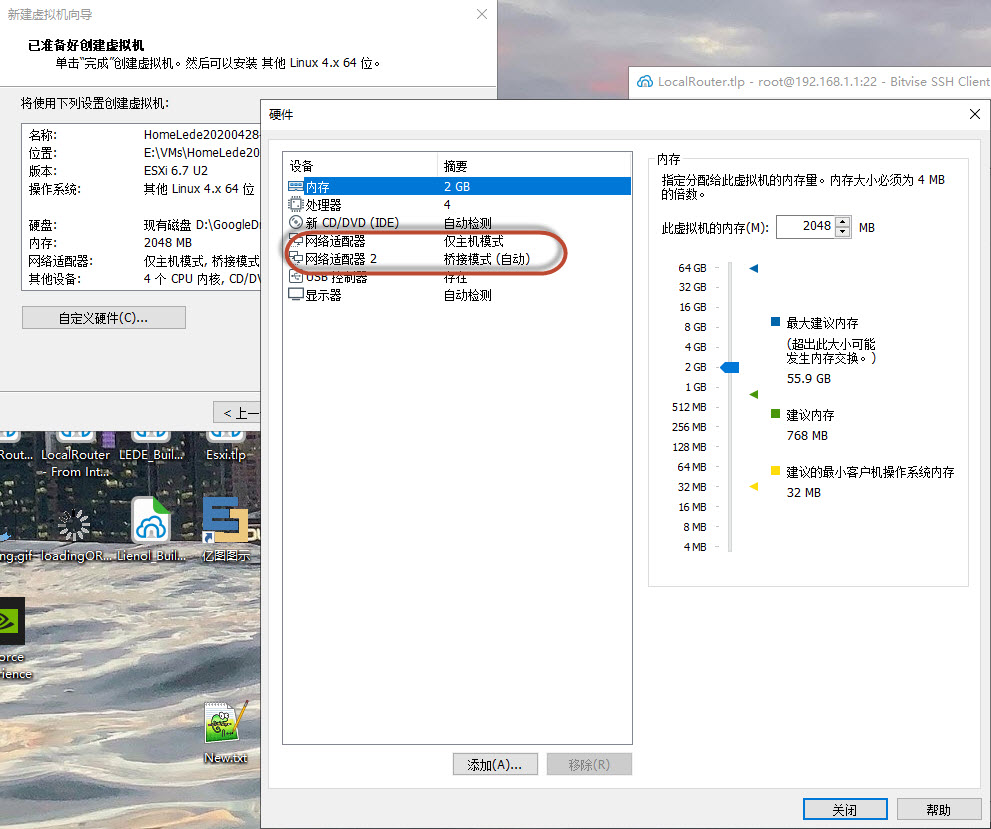 新建虚拟机向导
已准备好创建虚拟机
单击"完成"创建虚拟机。然后可以安装 其他 Linux 4.x 64 位。
将使用下列设置创建虚拟机:
名称: HomeLede20200428-
位置: E:\VMs\HomeLede20
版本: ESXi 6.7 U2
操作系统: 其他 Linux 4.x 64 位
硬盘: 现有磁盘 D:\GoogleDr
内存: 2048 MB
网络适配器: 仅主机模式, 桥接模式
其他设备: 4 个 CPU 内核, CD/DV
自定义硬件(C)...
< 上一
LocalRouter.tlp - root@192.168.1.1:22 - Bitvise SSH Client
硬件
设备 摘要
内存 2 GB
处理器 4
新 CD/DVD (IDE) 自动检测
网络适配器 仅主机模式
网络适配器 2 桥接模式 (自动)
USB 控制器 存在
显示器 自动检测
添加(A)...
移除(R)
内存
指定分配给此虚拟机的内存量。内存大小必须为 4 MB
的倍数。
此虚拟机的内存(M): 2048 MB
64 GB
32 GB
16 GB
8 GB
4 GB
2 GB
1 GB
512 MB
256 MB
128 MB
64 MB
32 MB
16 MB
8 MB
4 MB
最大建议内存
(超出此大小可能
发生内存交换。)
55.9 GB
建议内存
768 MB
建议的最小客户机操作系统内存
32 MB
关闭
帮助
Rout...
LocalRouter
- From Int...
LEDE_Buil...
Esxi.tlp
ng.gif
loadingOR...
Lienol_Buil...
亿图图示
orce
rience
New.txt